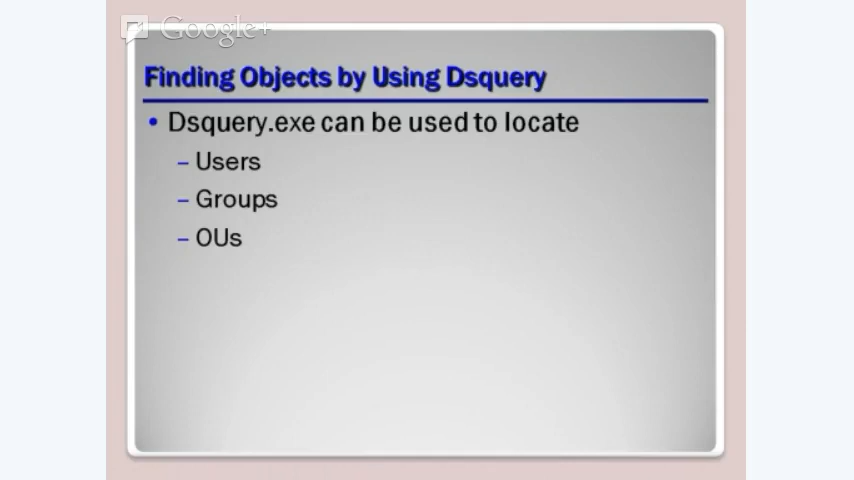 Google+
Finding Objects by Using Dsquery
• Dsquery.exe can be used to locate
– Users
– Groups
– OUs